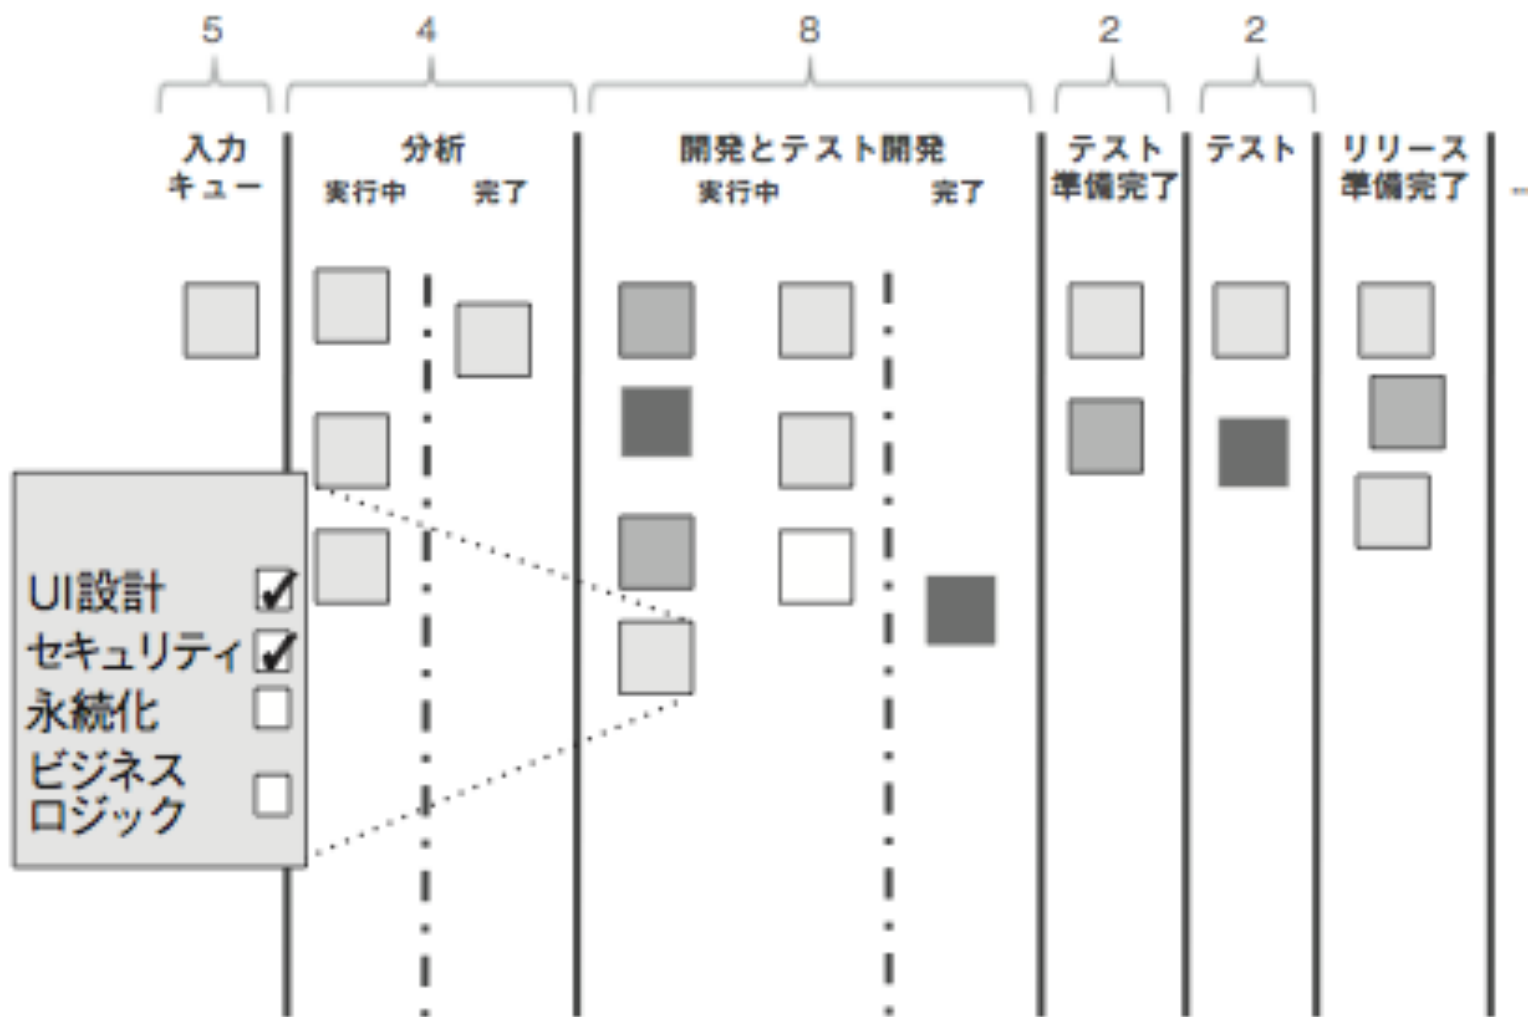 5
4
8
2
2
入力
キュー
分析
実行中
完了
開発とテスト開発
実行中
完了
テスト
準備完了
テスト
リリース
準備完了
UI設計
セキュリティ
永続化
ビジネス
ロジック